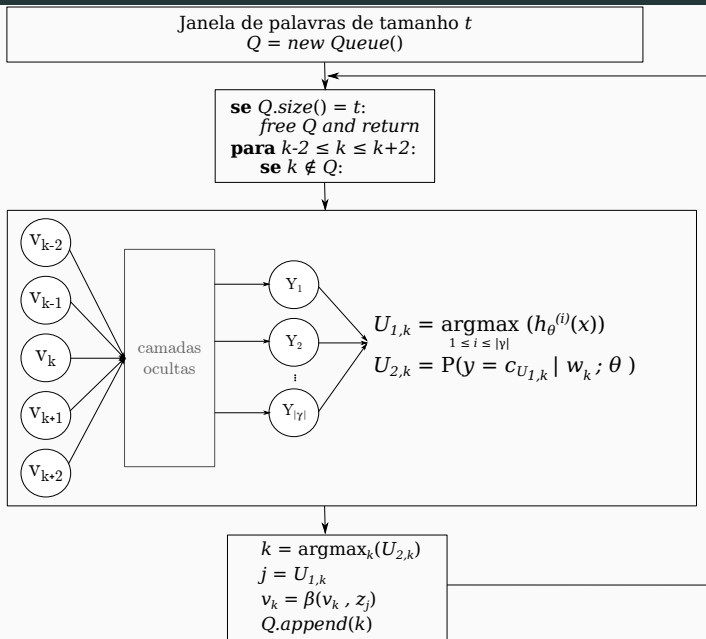 Janela de palavras de tamanho t
Q = new Queue()
se Q.size() = t:
free Q and return
para k-2 ≤ k ≤ k+2:
se k ∉ Q:
v_{k-2}
v_{k-1}
v_k
v_{k+1}
v_{k+2}
camadas
ocultas
Y_1
Y_2
⋮
Y_{|γ|}
U_{1,k} = argmax (h_θ^{(i)}(x))
1 ≤ i ≤ |γ|
U_{2,k} = P(y = c_{U_{1,k}} | w_k ; θ )
k = argmax_k(U_{2,k})
j = U_{1,k}
v_k = β(v_k , z_j)
Q.append(k)